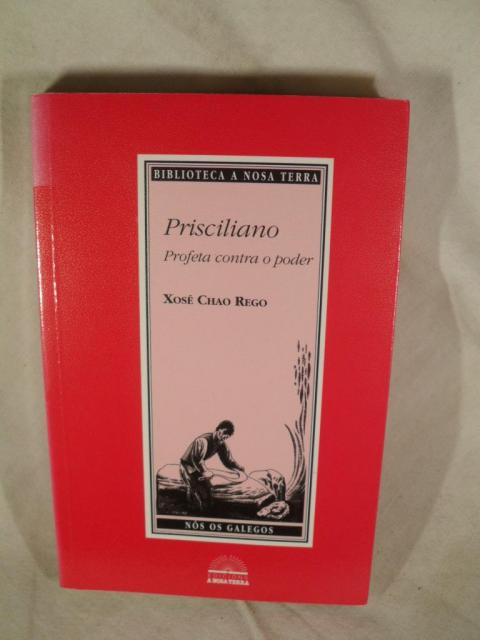 BIBLIOTECA A NOSA TERRA
Prisciliano
Profeta contra o poder
XOSÉ CHAO REGO
NÓS OS GALEGOS
A NOSA TERRA